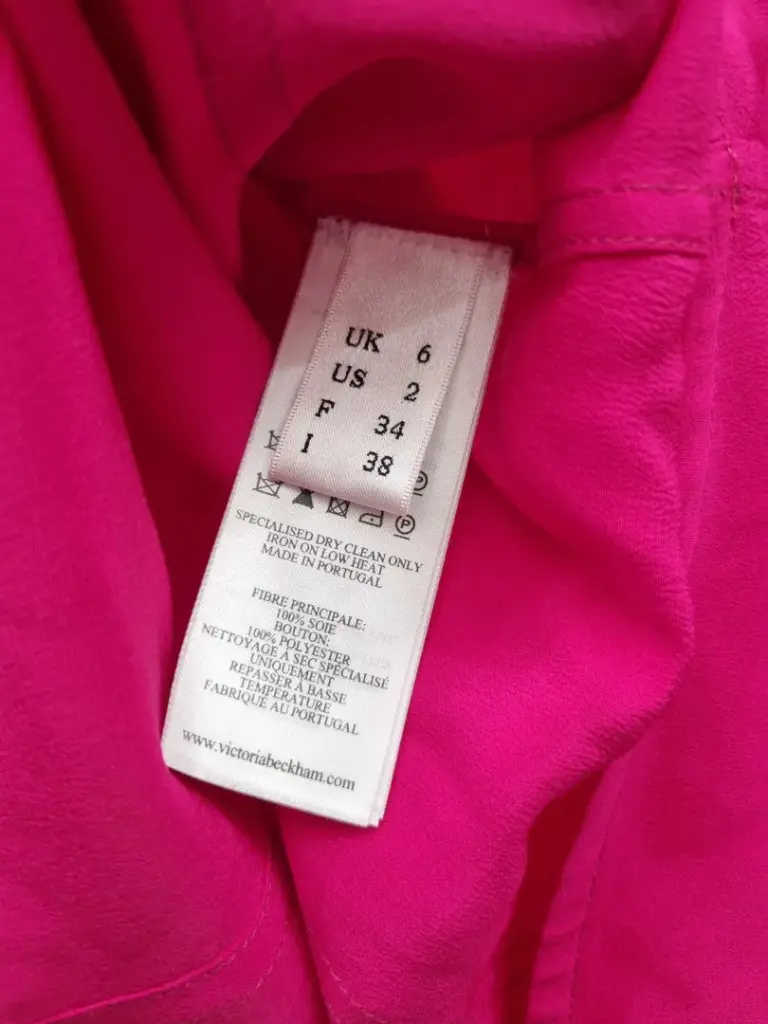 UK 6
US 2
F 34
I 38
SPECIALISED DRY CLEAN ONLY
IRON ON LOW HEAT
MADE IN PORTUGAL
FIBRE PRINCIPALE:
100% SOIE
BOUTON:
100% POLYESTER
NETTOYAGE À SEC SPÉCIALISÉ
UNIQUEMENT
REPASSER À BASSE
TEMPÉRATURE
FABRIQUÉ AU PORTUGAL
www.victoriabeckham.com